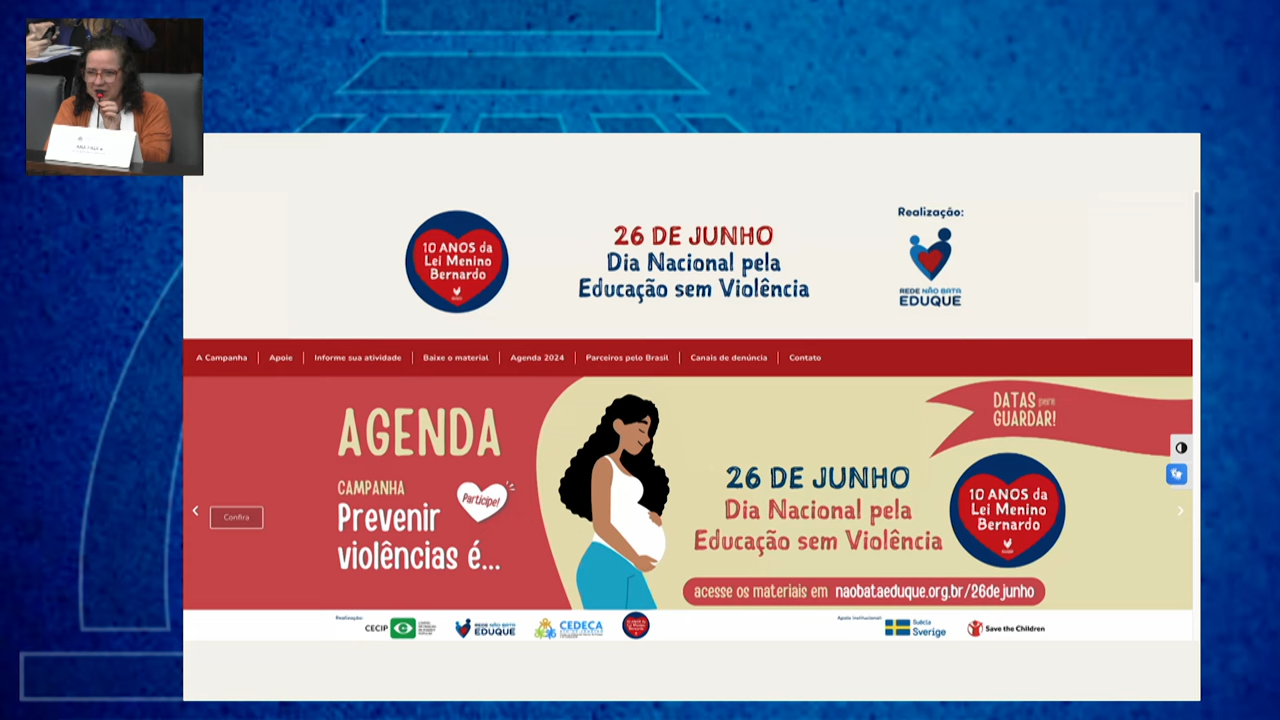 10 ANOS da
Lei Menino
Bernardo
26 DE JUNHO
Dia Nacional pela
Educação sem Violência
Realização:
REDE NÃO BATA
EDUQUE
A Campanha
Apoie
Informe sua atividade
Baixe o material
Agenda 2024
Parceiros pelo Brasil
Canais de denúncia
Contato
AGENDA
CAMPANHA
Prevenir
violências é...
Participe!
Confira
DATAS para
GUARDAR!
26 DE JUNHO
Dia Nacional pela
Educação sem Violência
10 ANOS da
Lei Menino
Bernardo
acesse os materiais em naobataeduque.org.br/26dejunho
Realização:
CECIP
REDE NÃO BATA
EDUQUE
CEDECA
Apoio institucional:
Suécia
Sverige
Save the Children